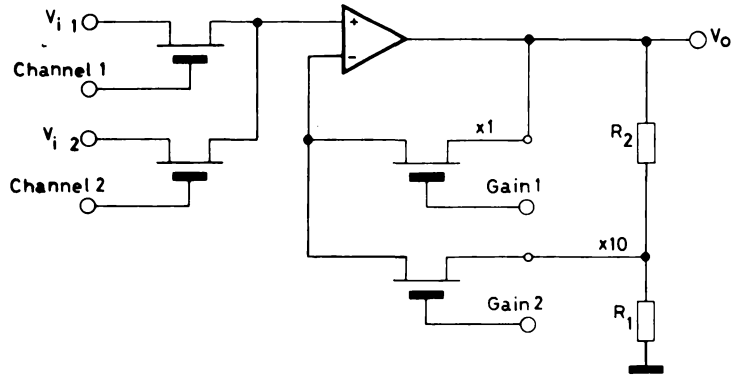 Vi 1
Channel 1
Vi 2
Channel 2
+
−
Vo
x1
Gain 1
R2
x10
Gain 2
R1